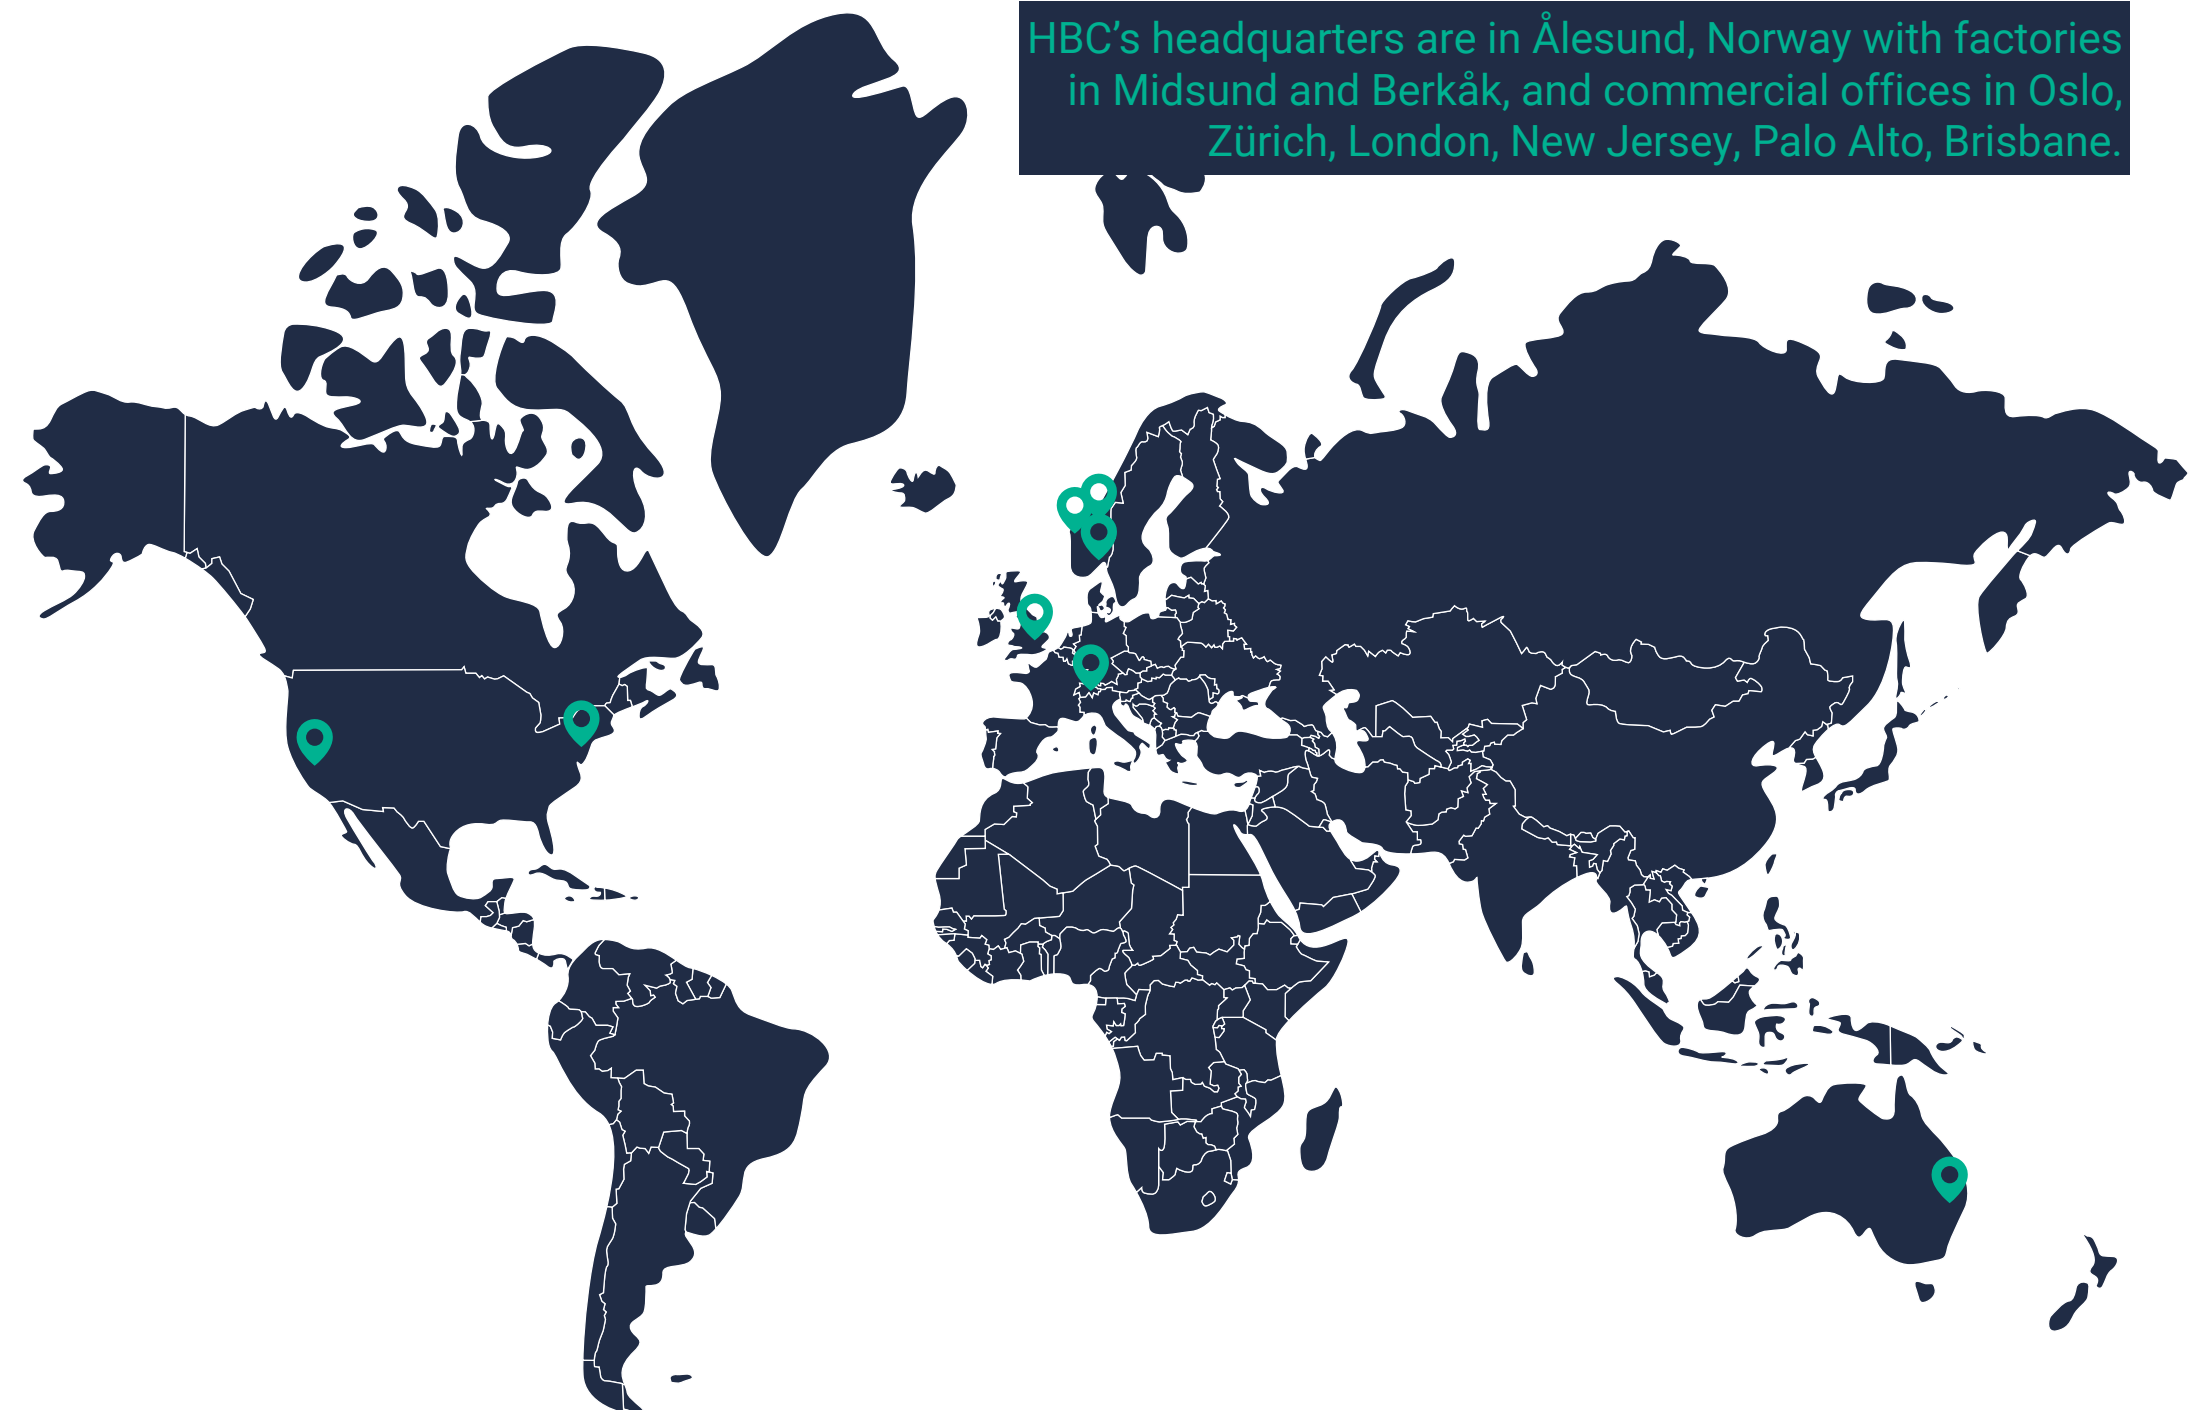 HBC’s headquarters are in Ålesund, Norway with factories
in Midsund and Berkåk, and commercial offices in Oslo,
Zürich, London, New Jersey, Palo Alto, Brisbane.